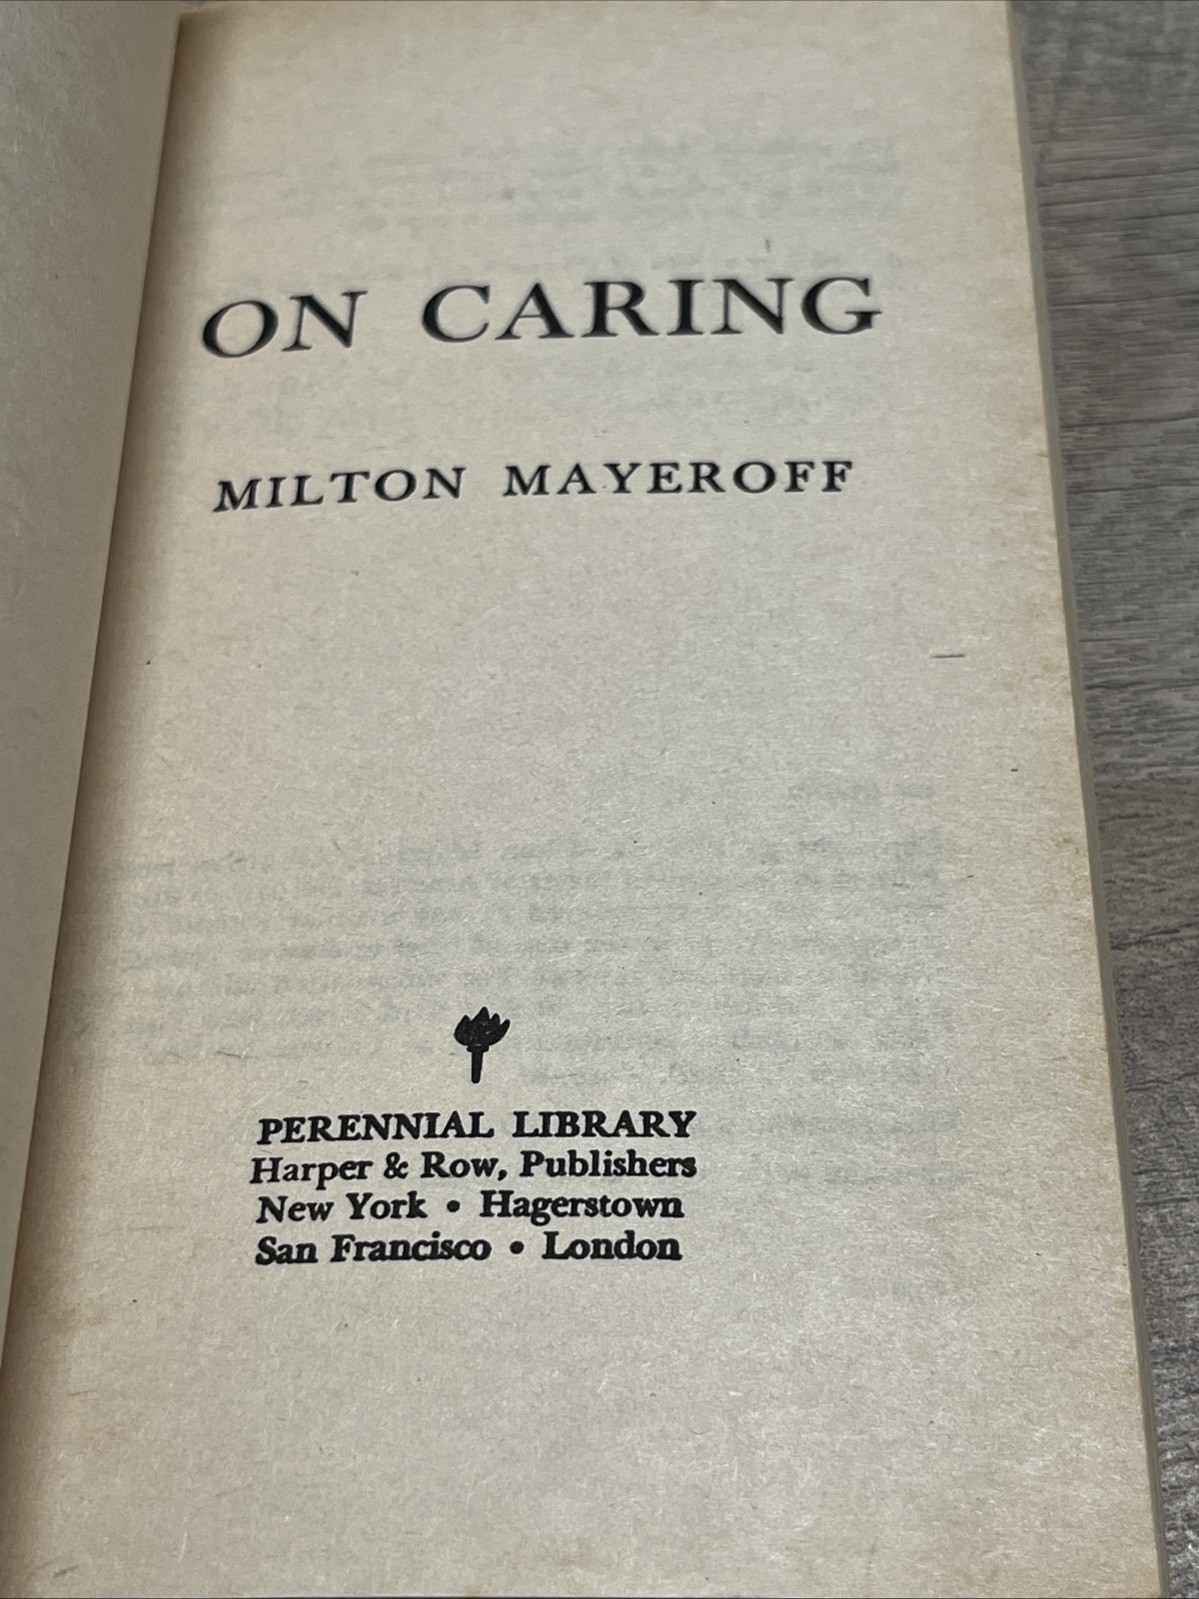 ON CARING
MILTON MAYEROFF
PERENNIAL LIBRARY
Harper & Row, Publishers
New York • Hagerstown
San Francisco • London